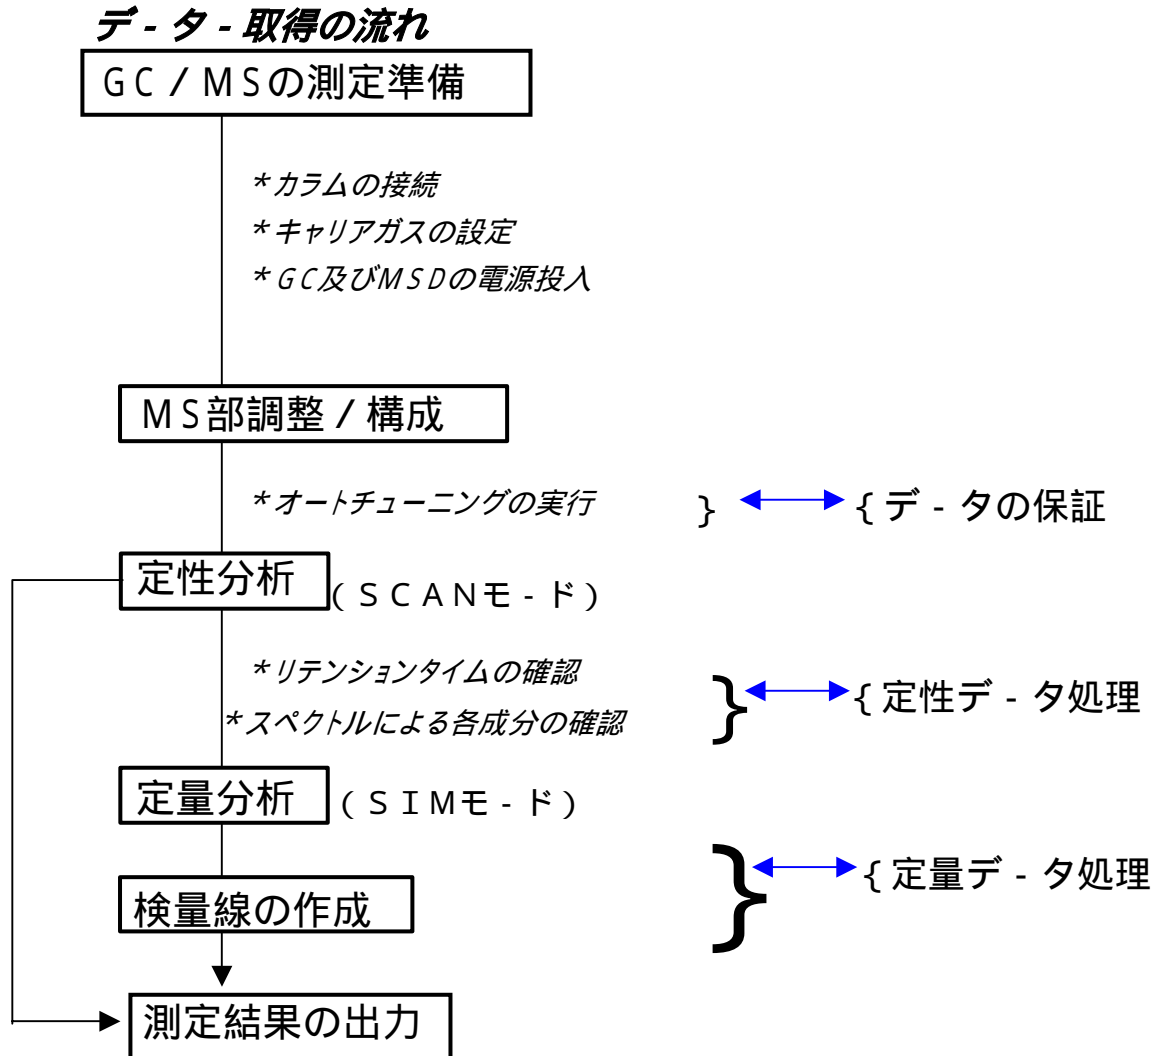 デ-タ-取得の流れ
GC/MSの測定準備
*カラムの接続
*キャリアガスの設定
*GC及びMSDの電源投入
MS部調整/構成
*オートチューニングの実行 } {デ-タの保証
定性分析 (SCANモ-ド)
*リテンションタイムの確認
*スペクトルによる各成分の確認 } {定性デ-タ処理
定量分析 (SIMモ-ド)
} {定量デ-タ処理
検量線の作成
測定結果の出力